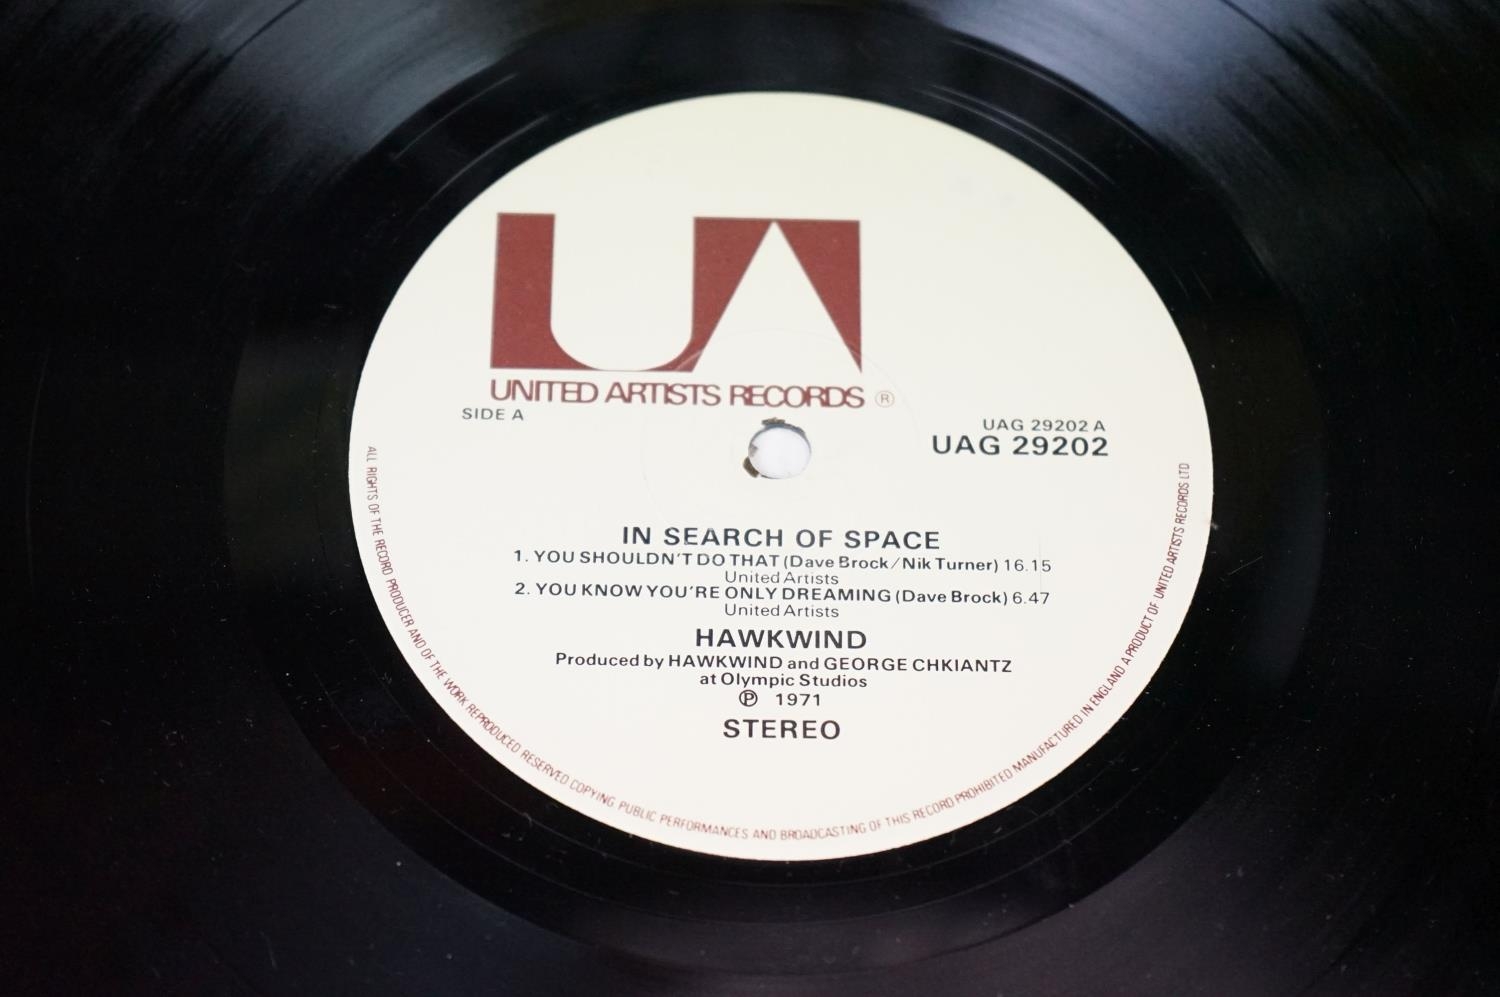 UA
UNITED ARTISTS RECORDS ®
SIDE A
UAG 29202 A
UAG 29202
IN SEARCH OF SPACE
1. YOU SHOULDN'T DO THAT (Dave Brock/Nik Turner) 16.15
United Artists
2. YOU KNOW YOU'RE ONLY DREAMING (Dave Brock) 6.47
United Artists
HAWKWIND
Produced by HAWKWIND and GEORGE CHKIANTZ
at Olympic Studios
℗ 1971
STEREO
ALL RIGHTS OF THE RECORD PRODUCER AND OF THE WORK REPRODUCED RESERVED COPYING PUBLIC PERFORMANCES AND BROADCASTING OF THIS RECORD PROHIBITED MANUFACTURED IN ENGLAND A PRODUCT OF UNITED ARTISTS RECORDS LTD